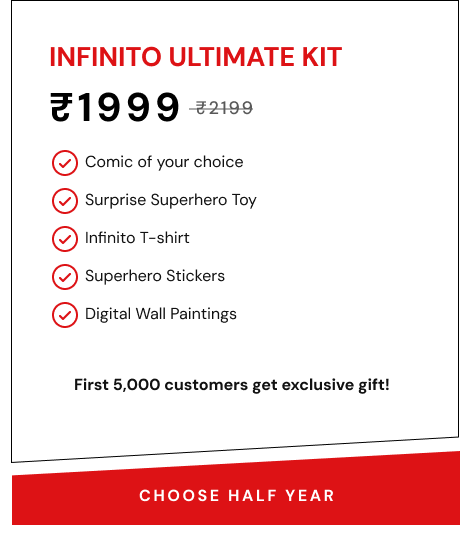 INFINITO ULTIMATE KIT
₹1999 ₹2199
Comic of your choice
Surprise Superhero Toy
Infinito T-shirt
Superhero Stickers
Digital Wall Paintings
First 5,000 customers get exclusive gift!
CHOOSE HALF YEAR